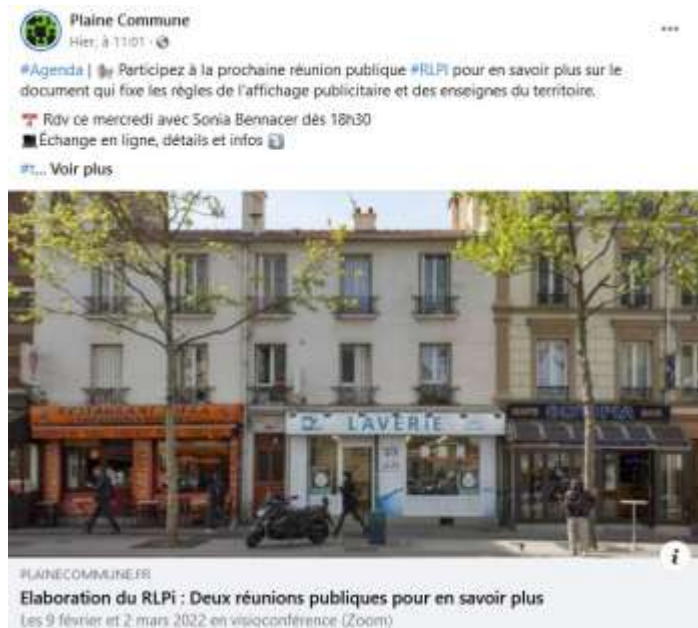 Plaine Commune
Hier, à 11:01 ·
#Agenda | Participez à la prochaine réunion publique #RLPI pour en savoir plus sur le
document qui fixe les règles de l'affichage publicitaire et des enseignes du territoire.
Rdv ce mercredi avec Sonia Bennacer dès 18h30
Échange en ligne, détails et infos
... Voir plus
LAVERIE
PLAINECOMMUNE.FR
Elaboration du RLPi : Deux réunions publiques pour en savoir plus
Les 9 février et 2 mars 2022 en visioconférence (Zoom)